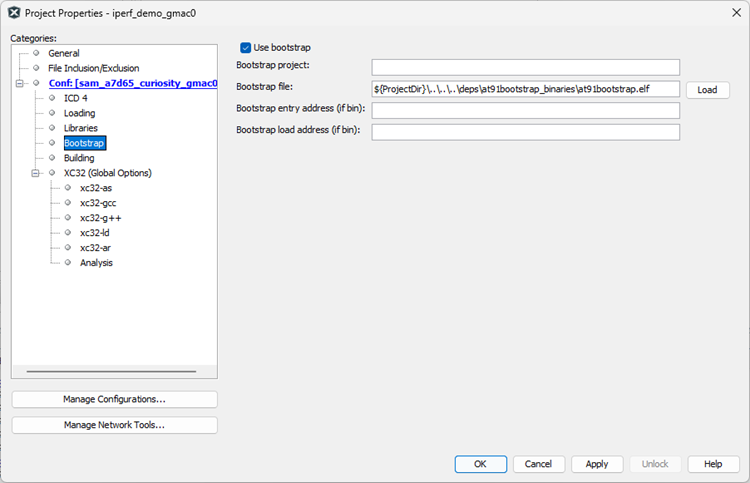 Project Properties - iperf_demo_gmac0
Categories:
General
File Inclusion/Exclusion
Conf: [sam_a7d65_curiosity_gmac0
ICD 4
Loading
Libraries
Bootstrap
Building
XC32 (Global Options)
xc32-as
xc32-gcc
xc32-g++
xc32-ld
xc32-ar
Analysis
Manage Configurations...
Manage Network Tools...
Use bootstrap
Bootstrap project:
Bootstrap file: ${ProjectDir}\..\..\..\deps\at91bootstrap_binaries\at91bootstrap.elf Load
Bootstrap entry address (if bin):
Bootstrap load address (if bin):
OK Cancel Apply Unlock Help